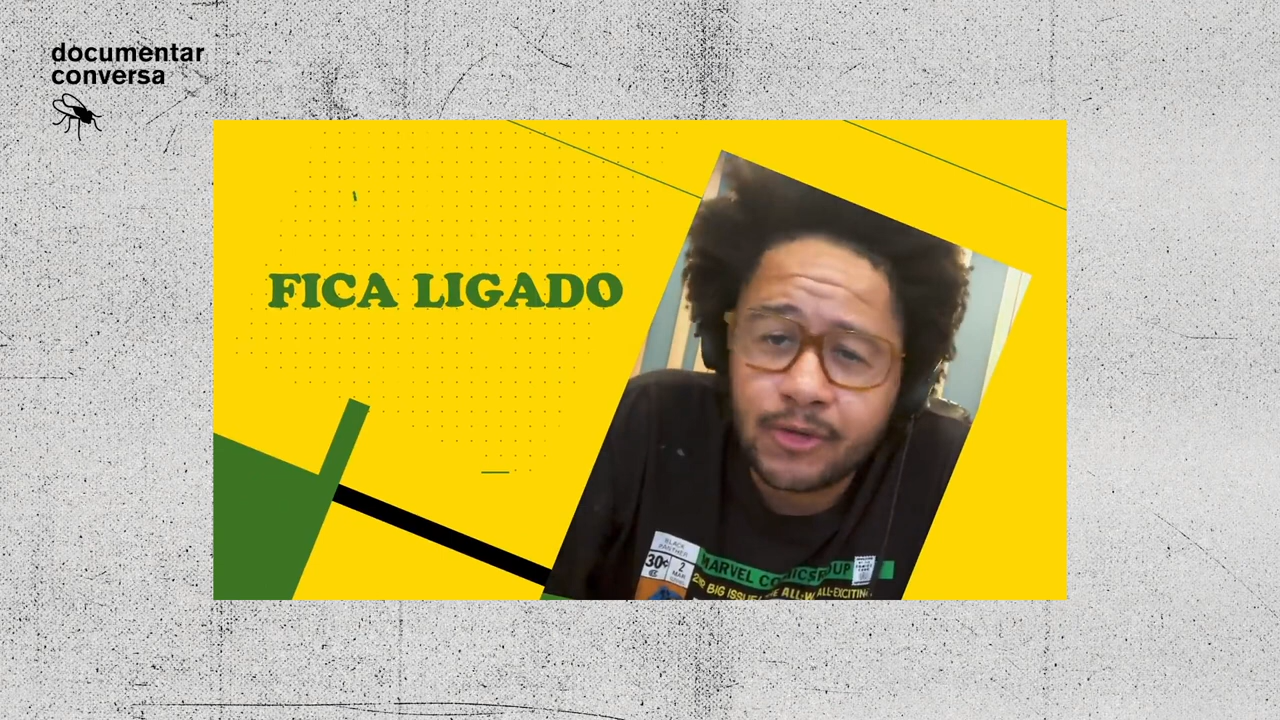 documentar
conversa
FICA LIGADO
BLACK
PANTHER
30¢
2
MAR
MARVEL COMICS GROUP
2ND BIG ISSUE!
ALL-EXCITING